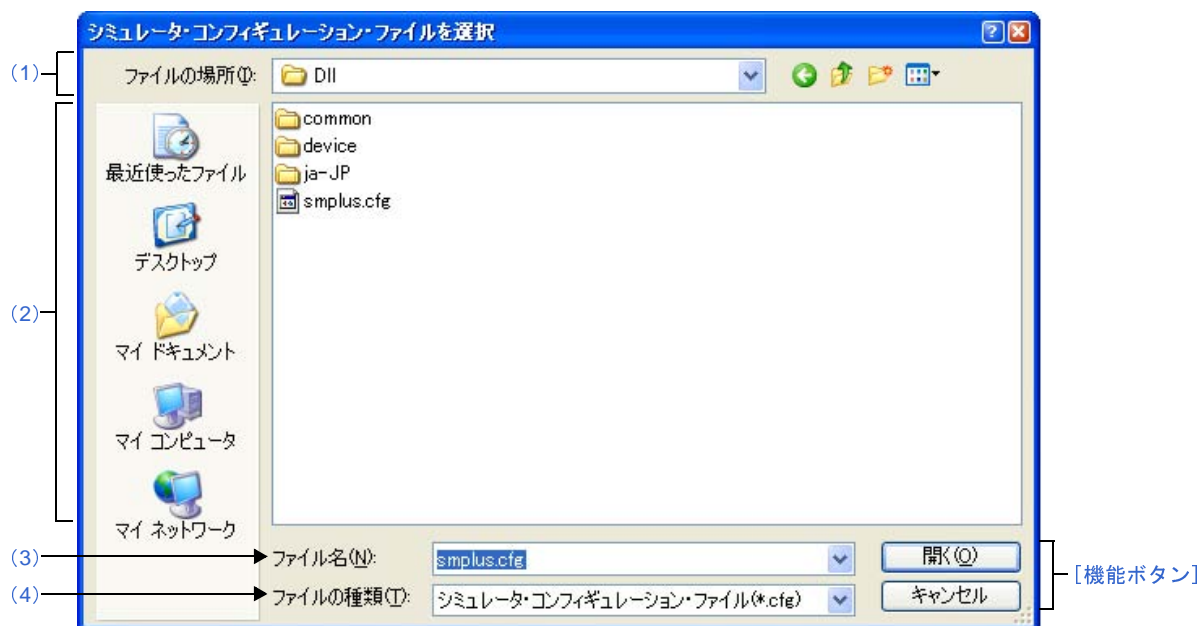 シミュレータ・コンフィギュレーション・ファイルを選択
(1)
ファイルの場所(I):
Dll
(2)
最近使ったファイル
デスクトップ
マイ ドキュメント
マイ コンピュータ
マイ ネットワーク
common
device
ja-JP
smplus.cfg
(3)
ファイル名(N):
smplus.cfg
開く(O)
(4)
ファイルの種類(T):
シミュレータ・コンフィギュレーション・ファイル(*.cfg)
キャンセル
[機能ボタン]